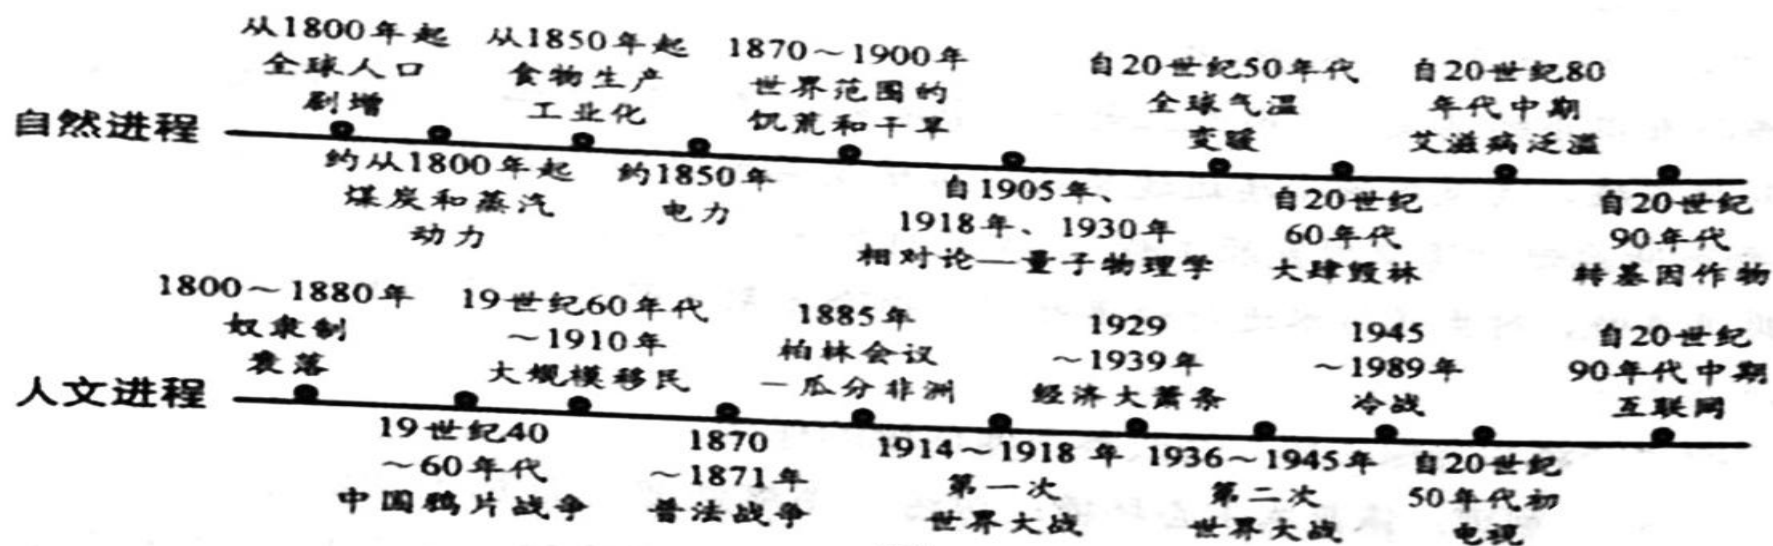 从1800年起
全球人口
剧增
从1850年起
食物生产
工业化
1870～1900年
世界范围的
饥荒和干旱
自20世纪50年代
全球气温
变暖
自20世纪80
年代中期
艾滋病泛滥
自然进程
约从1800年起
煤炭和蒸汽
动力
约1850年
电力
自1905年、
1918年、1930年
相对论—量子物理学
自20世纪
60年代
大肆毁林
自20世纪
90年代
转基因作物
1800～1880年
奴隶制
衰落
19世纪60年代
～1910年
大规模移民
1885年
柏林会议
－瓜分非洲
1929
～1939年
经济大萧条
1945
～1989年
冷战
自20世纪
90年代中期
互联网
人文进程
19世纪40
～60年代
中国鸦片战争
1870
～1871年
普法战争
1914～1918年
第一次
世界大战
1936～1945年
第二次
世界大战
自20世纪
50年代初
电视